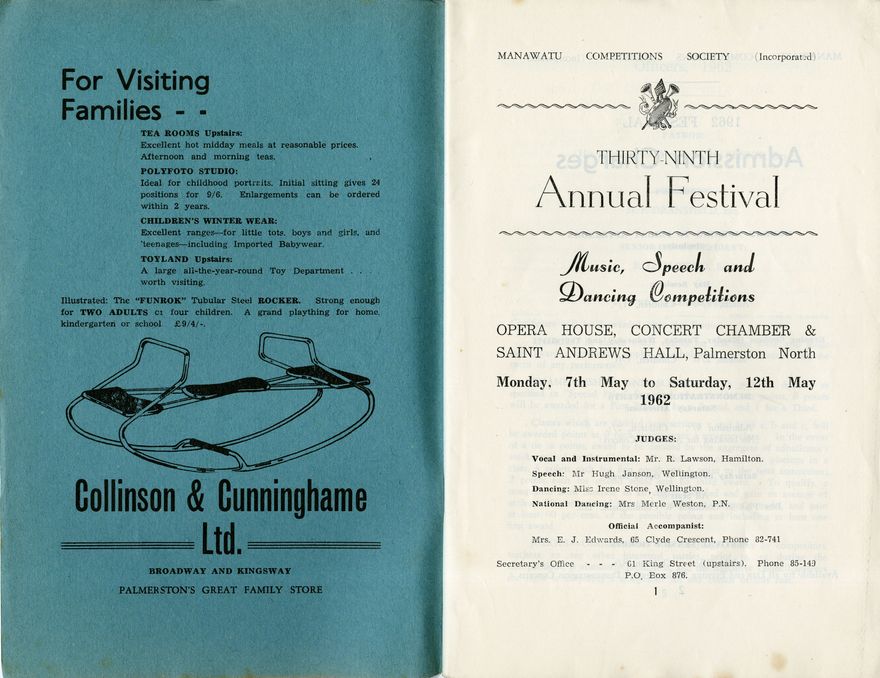 For Visiting
Families - -
TEA ROOMS Upstairs:
Excellent hot midday meals at reasonable prices.
Afternoon and morning teas.
POLYFOTO STUDIO:
Ideal for childhood portraits. Initial sitting gives 24
positions for 9/6. Enlargements can be ordered
within 2 years.
CHILDREN'S WINTER WEAR:
Excellent ranges—for little tots, boys and girls, and
'teenages—including Imported Babywear.
TOYLAND Upstairs:
A large all-the-year-round Toy Department . . .
worth visiting.
Illustrated: The "FUNROK" Tubular Steel ROCKER. Strong enough
for TWO ADULTS or four children. A grand plaything for home,
kindergarten or school £9/4/-.
Collinson & Cunninghame
Ltd.
BROADWAY AND KINGSWAY
PALMERSTON'S GREAT FAMILY STORE
MANAWATU COMPETITIONS SOCIETY (Incorporated)
THIRTY-NINTH
Annual Festival
Music, Speech and
Dancing Competitions
OPERA HOUSE, CONCERT CHAMBER &
SAINT ANDREWS HALL, Palmerston North
Monday, 7th May to Saturday, 12th May
1962
JUDGES:
Vocal and Instrumental: Mr. R. Lawson, Hamilton.
Speech: Mr Hugh Janson, Wellington.
Dancing: Miss Irene Stone, Wellington.
National Dancing: Mrs Merle Weston, P.N.
Official Accompanist:
Mrs. E. J. Edwards, 65 Clyde Crescent, Phone 82-741
Secretary's Office - - - 61 King Street (upstairs). Phone 85-149
P.O. Box 876.
1